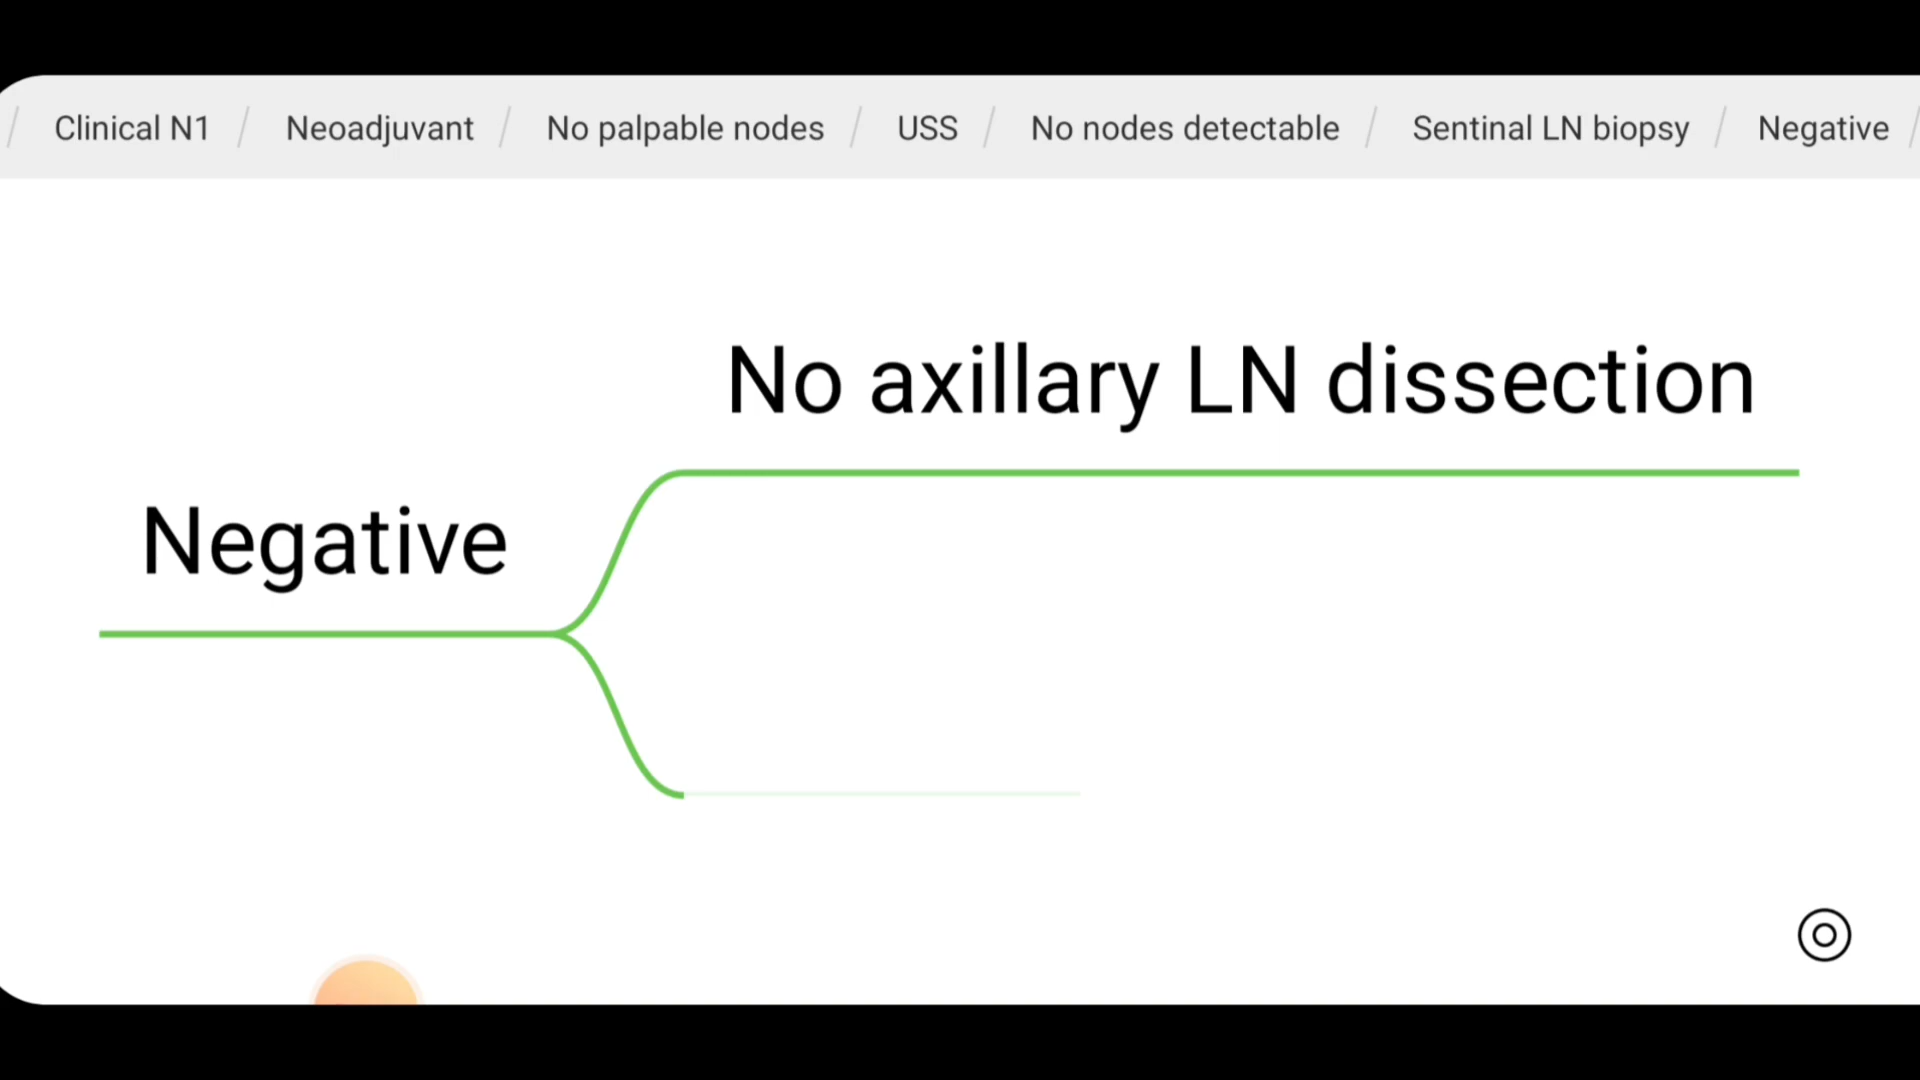 Clinical N1 / Neoadjuvant / No palpable nodes / USS / No nodes detectable / Sentinal LN biopsy / Negative /
No axillary LN dissection
Negative